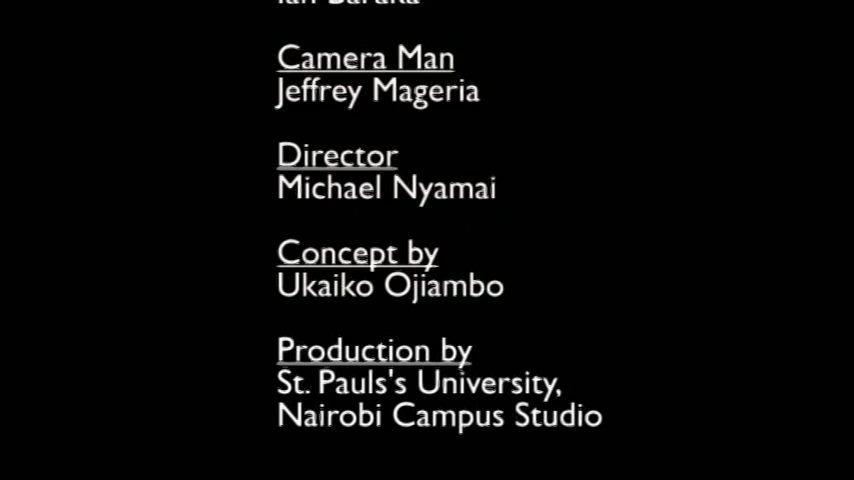 Camera Man
Jeffrey Mageria
Director
Michael Nyamai
Concept by
Ukaiko Ojiambo
Production by
St. Pauls's University,
Nairobi Campus Studio